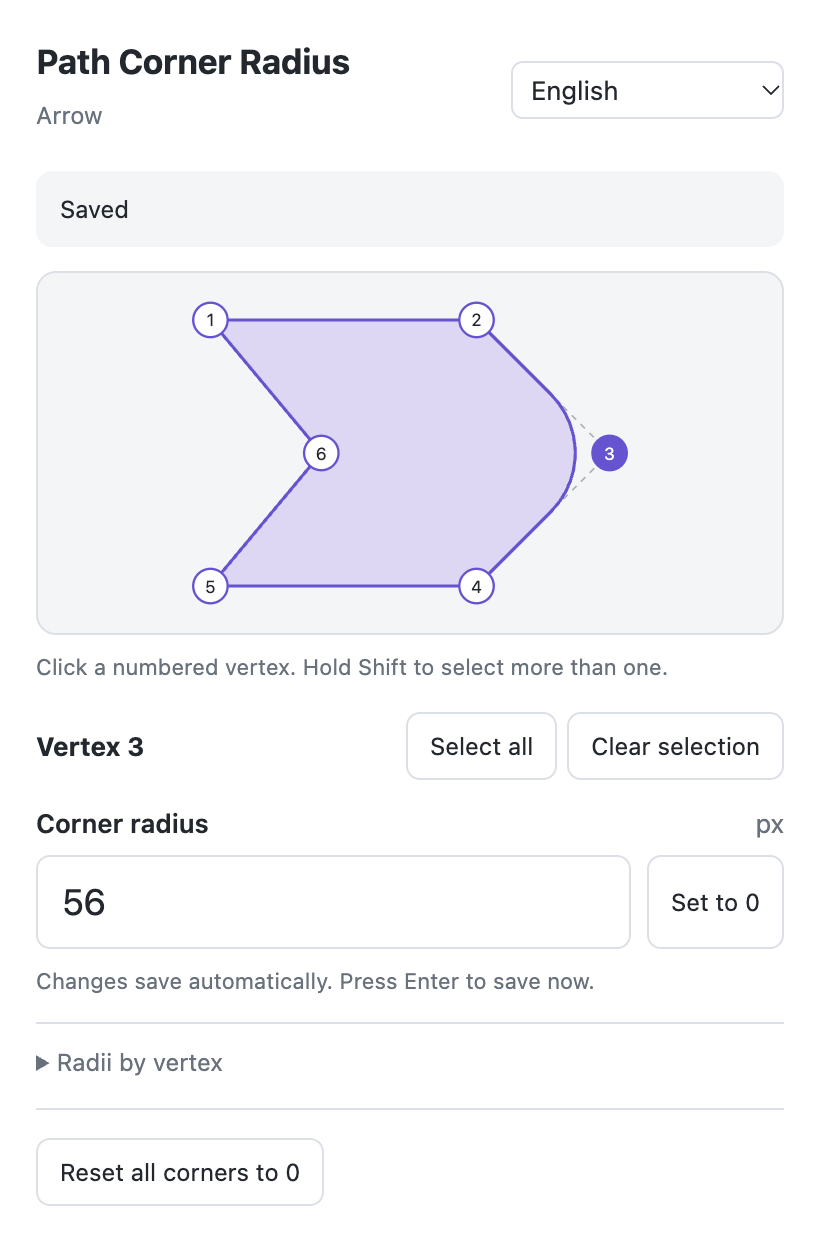 Path Corner Radius
Arrow
English
Saved
1
2
3
6
5
4
Click a numbered vertex. Hold Shift to select more than one.
Vertex 3
Select all
Clear selection
Corner radius
px
56
Set to 0
Changes save automatically. Press Enter to save now.
Radii by vertex
Reset all corners to 0